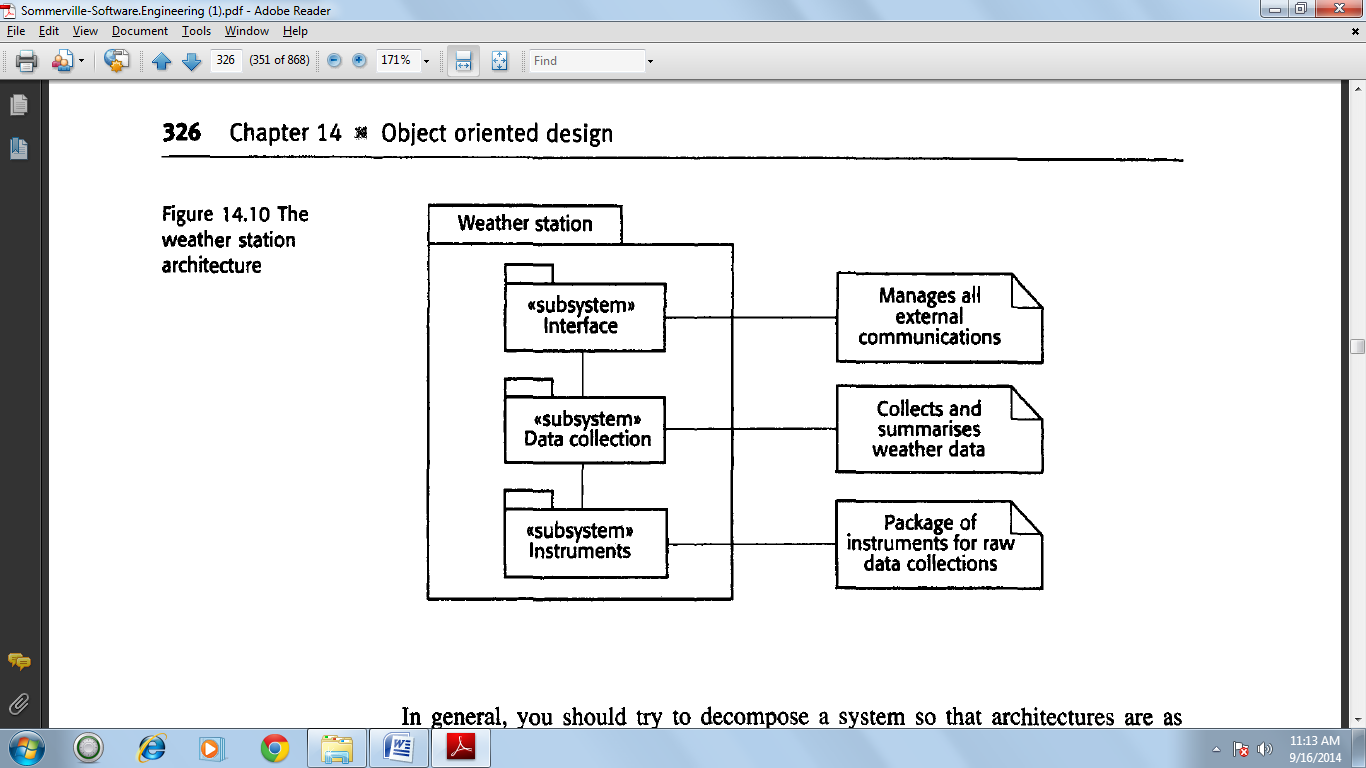 Sommerville-Software.Engineering (1).pdf - Adobe Reader
File Edit View Document Tools Window Help
326 (351 of 868) 171% Find
326 Chapter 14 Object oriented design
Figure 14.10 The
weather station
architecture
Weather station
«subsystem»
Interface
Manages all
external
communications
«subsystem»
Data collection
Collects and
summarises
weather data
«subsystem»
Instruments
Package of
instruments for raw
data collections
In general, you should try to decompose a system so that architectures are as
11:13 AM
9/16/2014